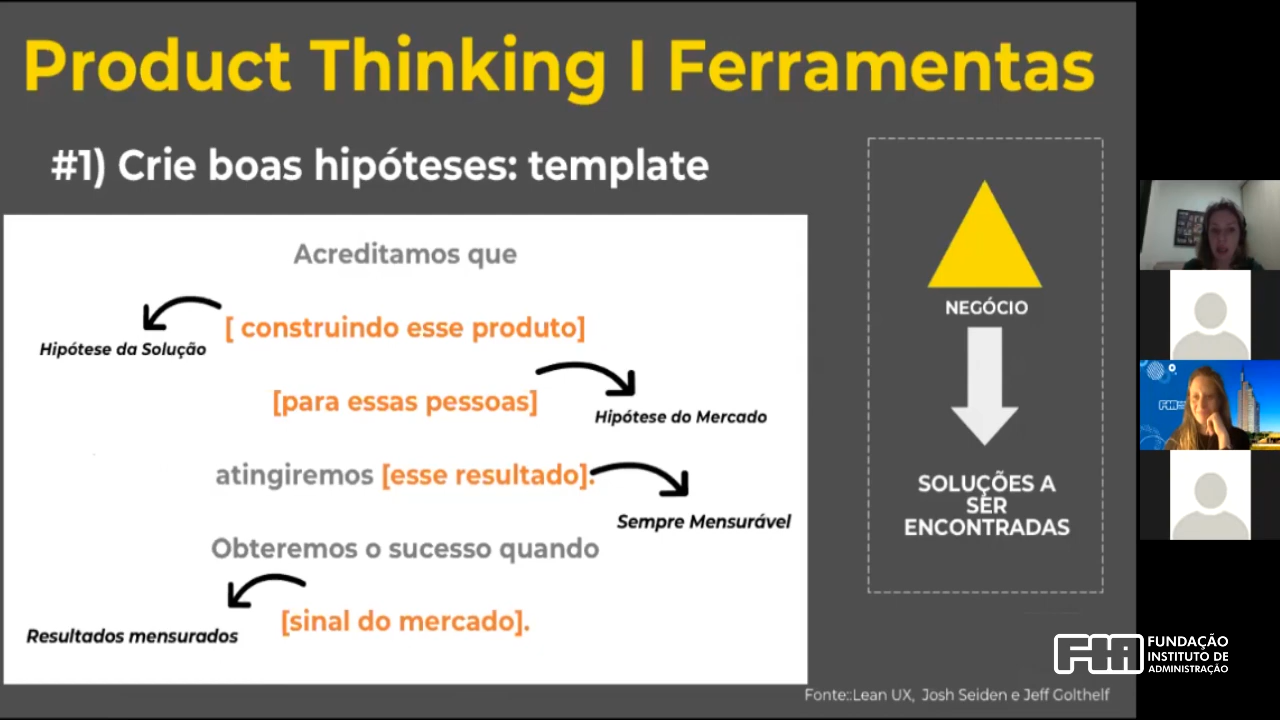 Product Thinking I Ferramentas
#1) Crie boas hipóteses: template
Acreditamos que
[ construindo esse produto]
Hipótese da Solução
[para essas pessoas]
Hipótese do Mercado
atingiremos [esse resultado].
Sempre Mensurável
Obteremos o sucesso quando
[sinal do mercado].
Resultados mensurados
NEGÓCIO
SOLUÇÕES A
SER
ENCONTRADAS
FIA
FUNDAÇÃO
INSTITUTO DE
ADMINISTRAÇÃO
Fonte::Lean UX, Josh Seiden e Jeff Golthelf
FIA